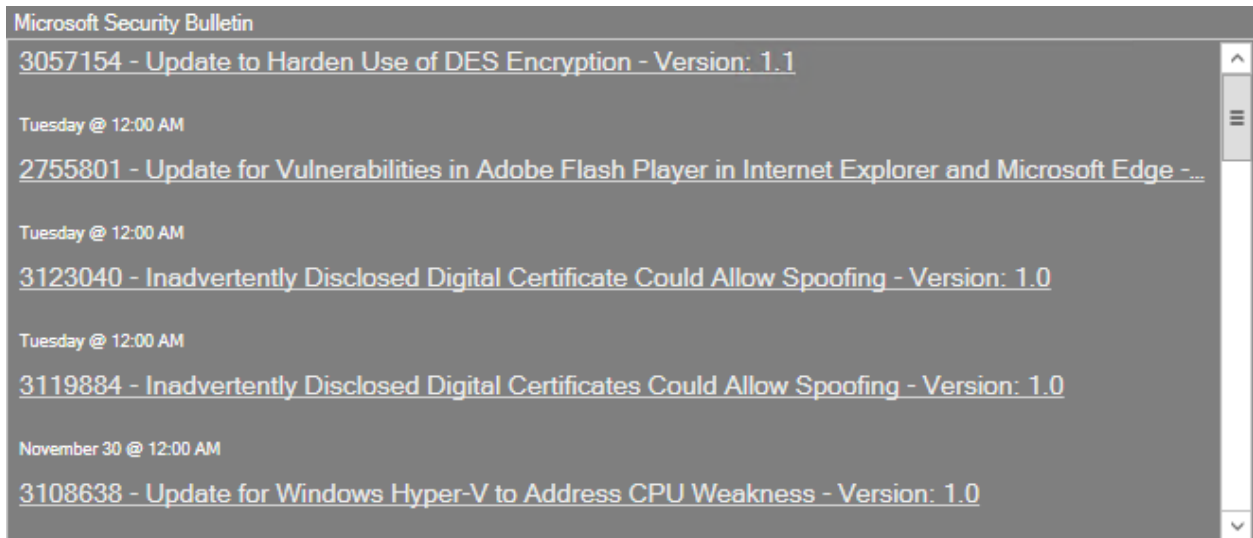 Microsoft Security Bulletin
3057154 - Update to Harden Use of DES Encryption - Version: 1.1
Tuesday @ 12:00 AM
2755801 - Update for Vulnerabilities in Adobe Flash Player in Internet Explorer and Microsoft Edge -...
Tuesday @ 12:00 AM
3123040 - Inadvertently Disclosed Digital Certificate Could Allow Spoofing - Version: 1.0
Tuesday @ 12:00 AM
3119884 - Inadvertently Disclosed Digital Certificates Could Allow Spoofing - Version: 1.0
November 30 @ 12:00 AM
3108638 - Update for Windows Hyper-V to Address CPU Weakness - Version: 1.0